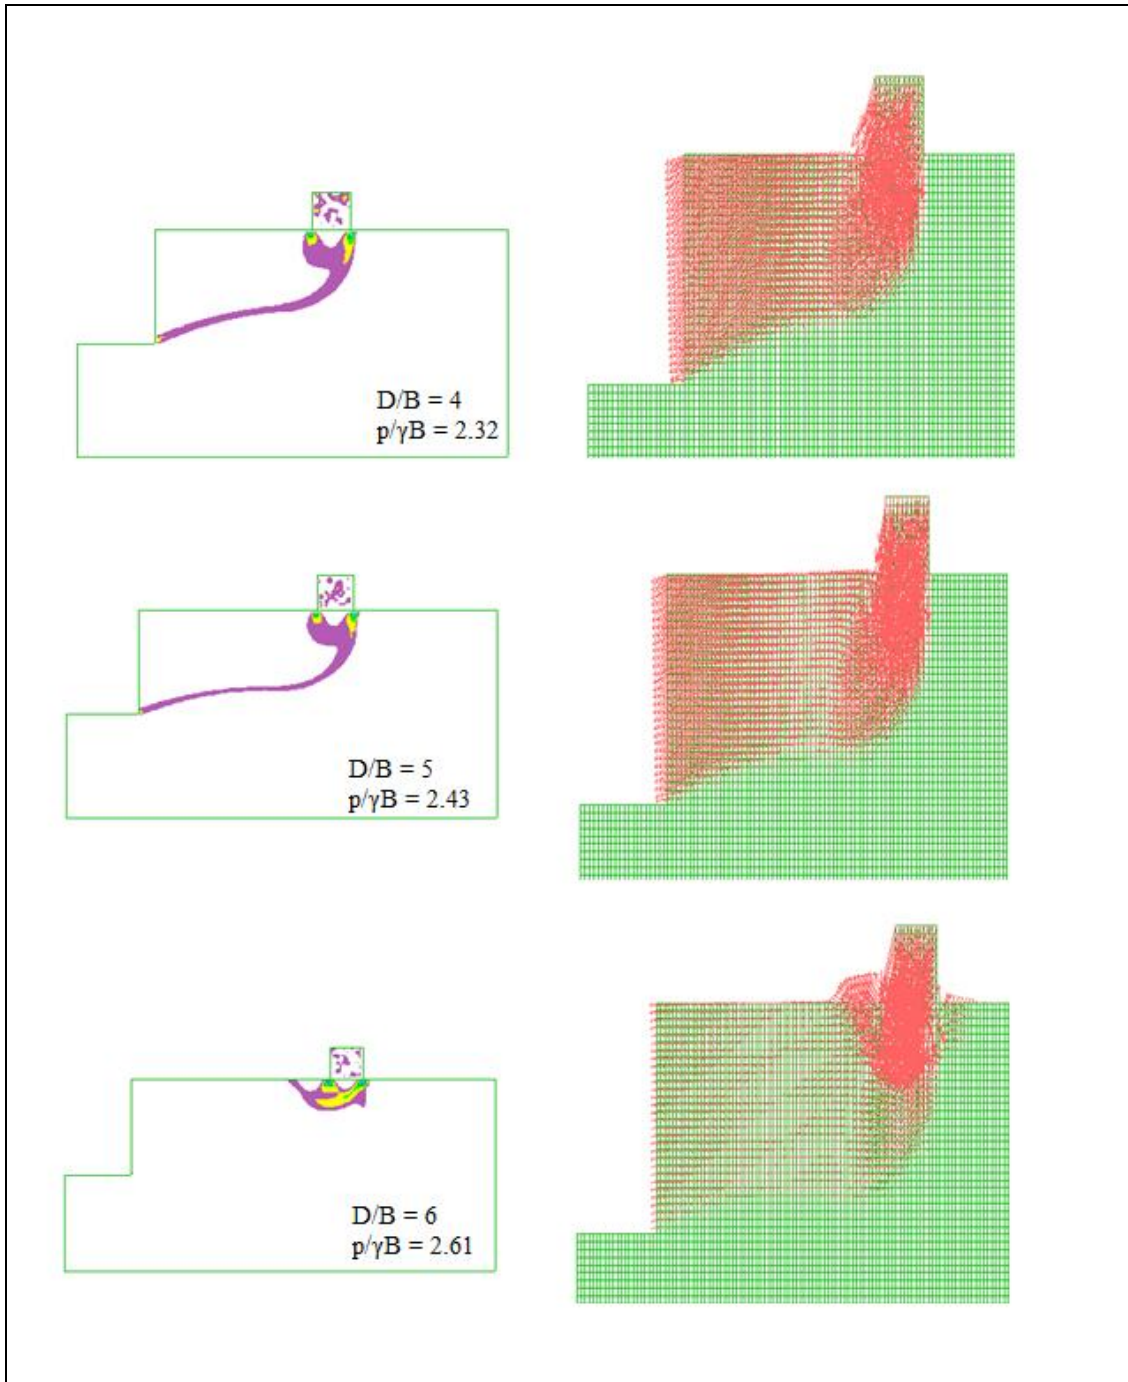 D/B = 4
p/γB = 2.32
D/B = 5
p/γB = 2.43
D/B = 6
p/γB = 2.61